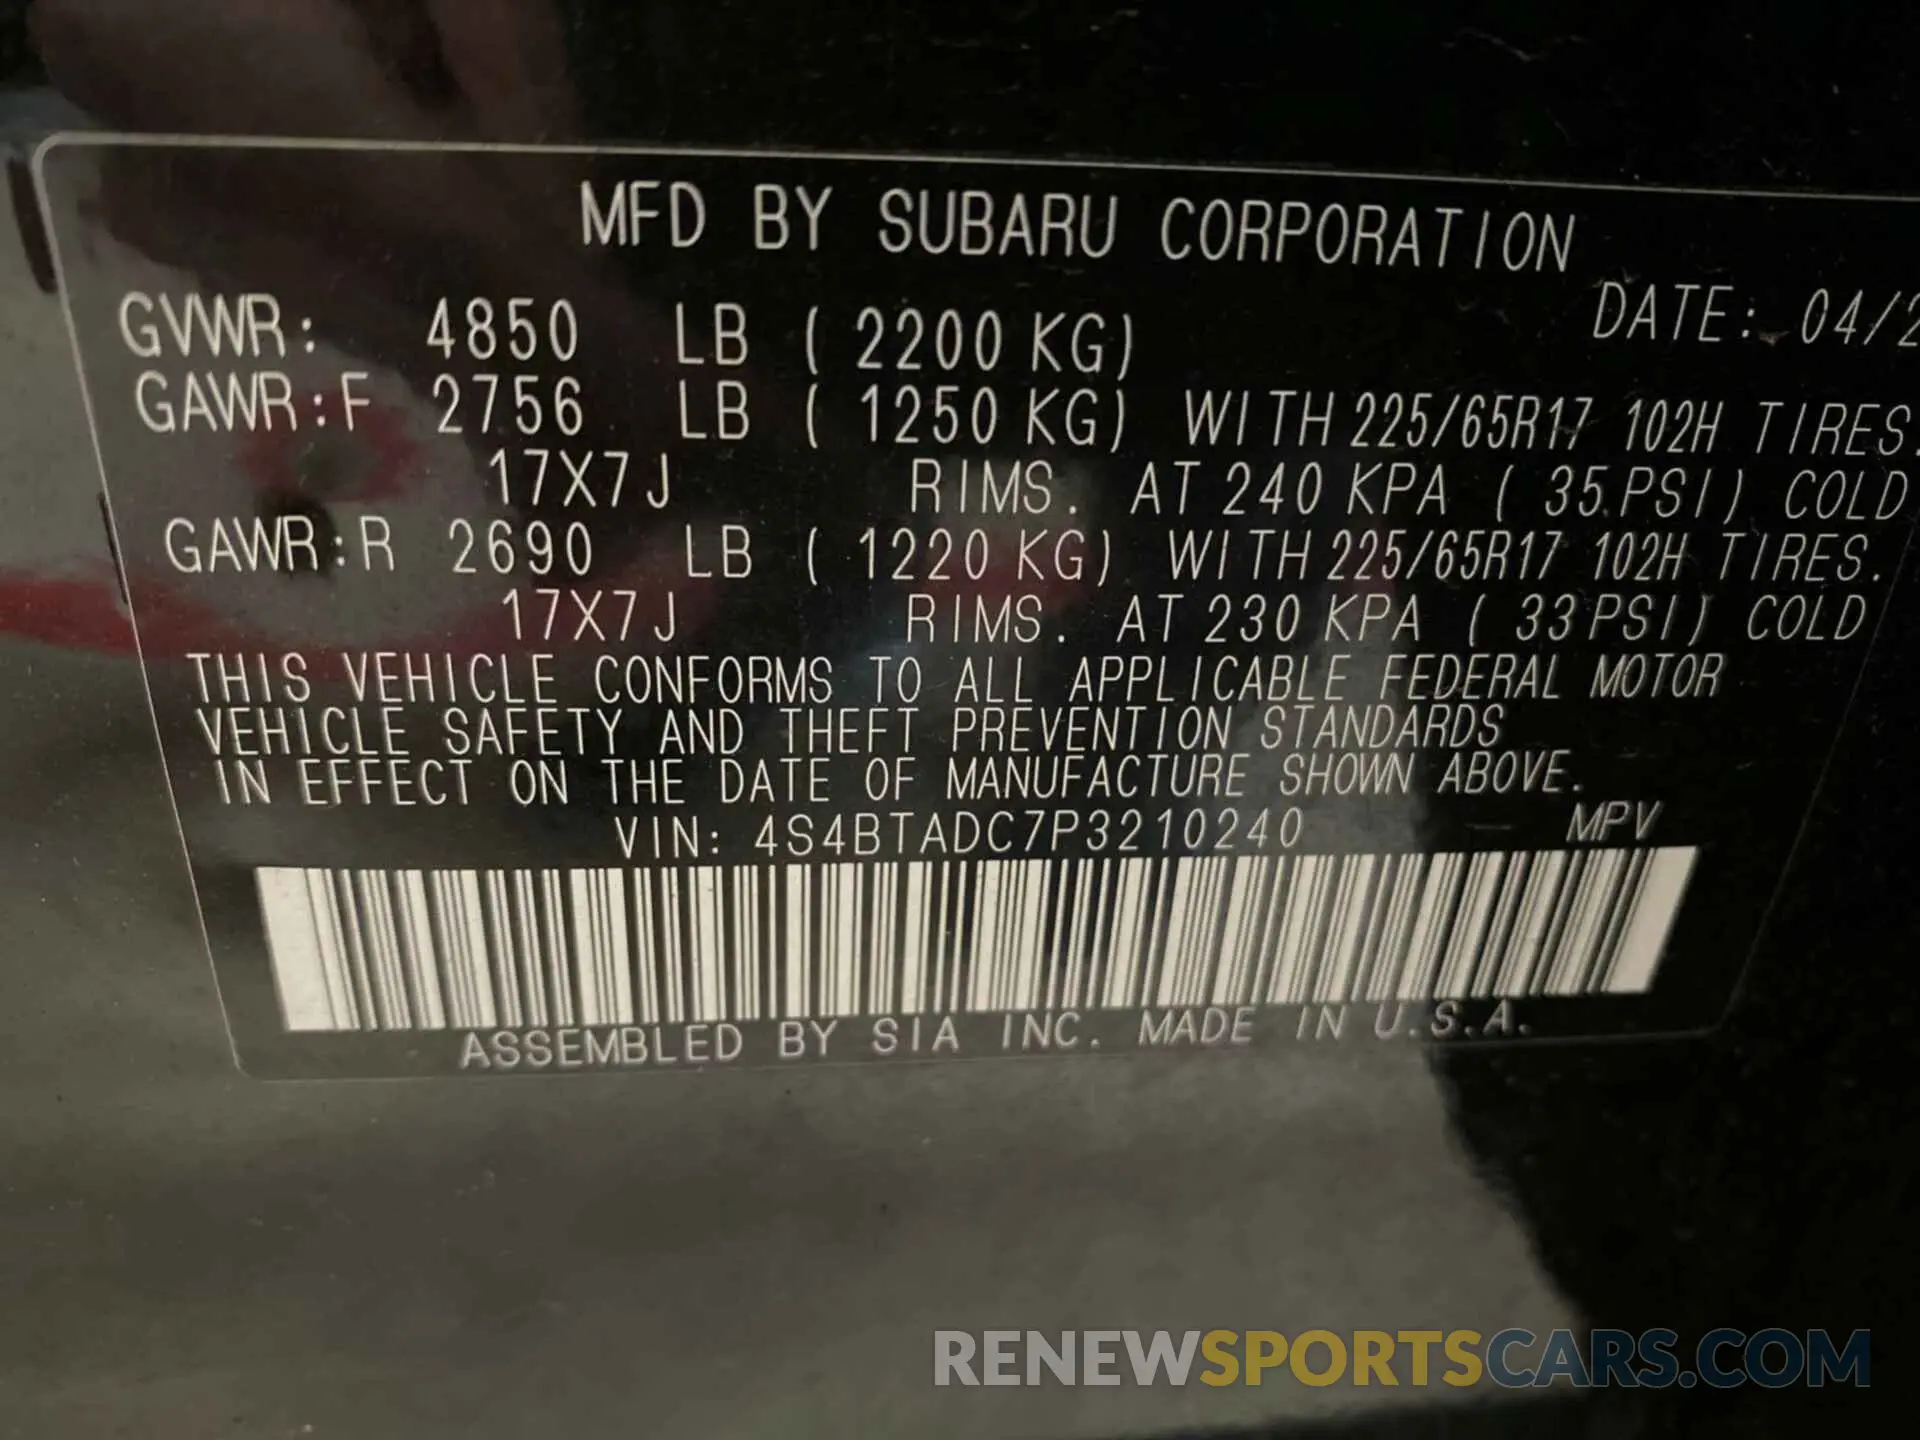 MFD BY SUBARU CORPORATION
DATE: 04/2
GVWR: 4850 LB ( 2200 KG)
GAWR:F 2756 LB ( 1250 KG) WITH 225/65R17 102H TIRES.
17X7J RIMS. AT 240 KPA ( 35 PSI) COLD
GAWR:R 2690 LB ( 1220 KG) WITH 225/65R17 102H TIRES.
17X7J RIMS. AT 230 KPA ( 33 PSI) COLD
THIS VEHICLE CONFORMS TO ALL APPLICABLE FEDERAL MOTOR
VEHICLE SAFETY AND THEFT PREVENTION STANDARDS
IN EFFECT ON THE DATE OF MANUFACTURE SHOWN ABOVE.
VIN: 4S4BTADC7P3210240 MPV
ASSEMBLED BY SIA INC. MADE IN U.S.A.
RENEWSPORTSCARS.COM